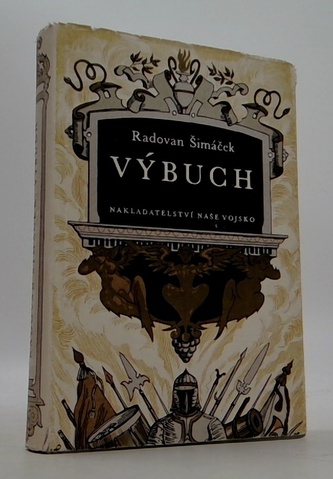 Radovan Šimáček
VÝBUCH
NAKLADATELSTVÍ NAŠE VOJSKO